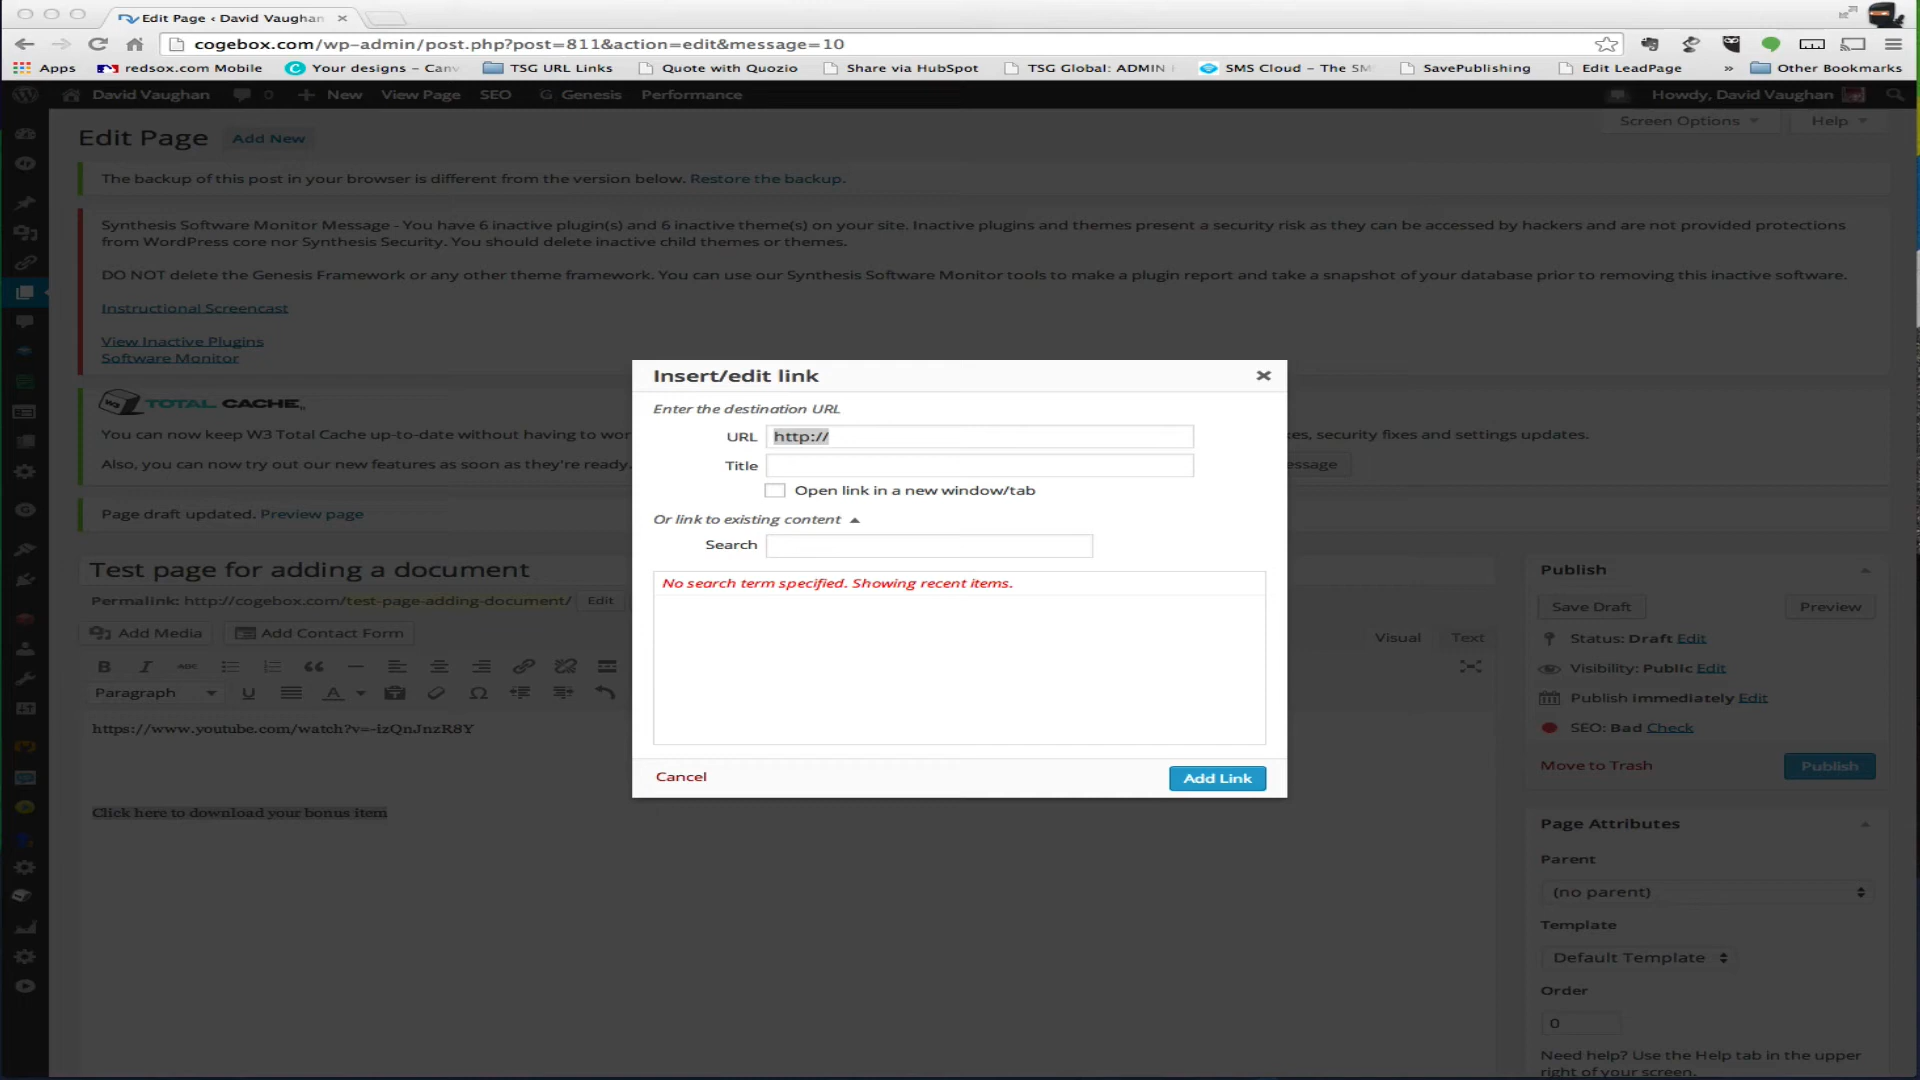 Edit Page ‹ David Vaughan
cogebox.com/wp-admin/post.php?post=811&action=edit&message=10
Apps redsox.com Mobile Your designs - Canv TSG URL Links Quote with Quozio Share via HubSpot TSG Global: ADMIN SMS Cloud – The SM SavePublishing Edit LeadPage » Other Bookmarks
David Vaughan 0 New View Page SEO Genesis Performance Howdy, David Vaughan
Screen Options Help
Edit Page Add New
The backup of this post in your browser is different from the version below. Restore the backup.
Synthesis Software Monitor Message - You have 6 inactive plugin(s) and 6 inactive theme(s) on your site. Inactive plugins and themes present a security risk as they can be accessed by hackers and are not provided protections
from WordPress core nor Synthesis Security. You should delete inactive child themes or themes.
DO NOT delete the Genesis Framework or any other theme framework. You can use our Synthesis Software Monitor tools to make a plugin report and take a snapshot of your database prior to removing this inactive software.
Instructional Screencast
View Inactive Plugins
Software Monitor
W3 TOTAL CACHE
You can now keep W3 Total Cache up-to-date without having to wor
es, security fixes and settings updates.
Also, you can now try out our new features as soon as they're ready.
essage
Page draft updated. Preview page
Insert/edit link
Enter the destination URL
URL http://
Title
Open link in a new window/tab
Or link to existing content
Search
No search term specified. Showing recent items.
Cancel Add Link
Test page for adding a document
Permalink: http://cogebox.com/test-page-adding-document/ Edit
Add Media Add Contact Form
Visual Text
B I ABC
Paragraph U A Ω
https://www.youtube.com/watch?v=-izQnJnzR8Y
Click here to download your bonus item
Publish
Save Draft Preview
Status: Draft Edit
Visibility: Public Edit
Publish immediately Edit
SEO: Bad Check
Move to Trash Publish
Page Attributes
Parent
(no parent)
Template
Default Template
Order
0
Need help? Use the Help tab in the upper
right of your screen.